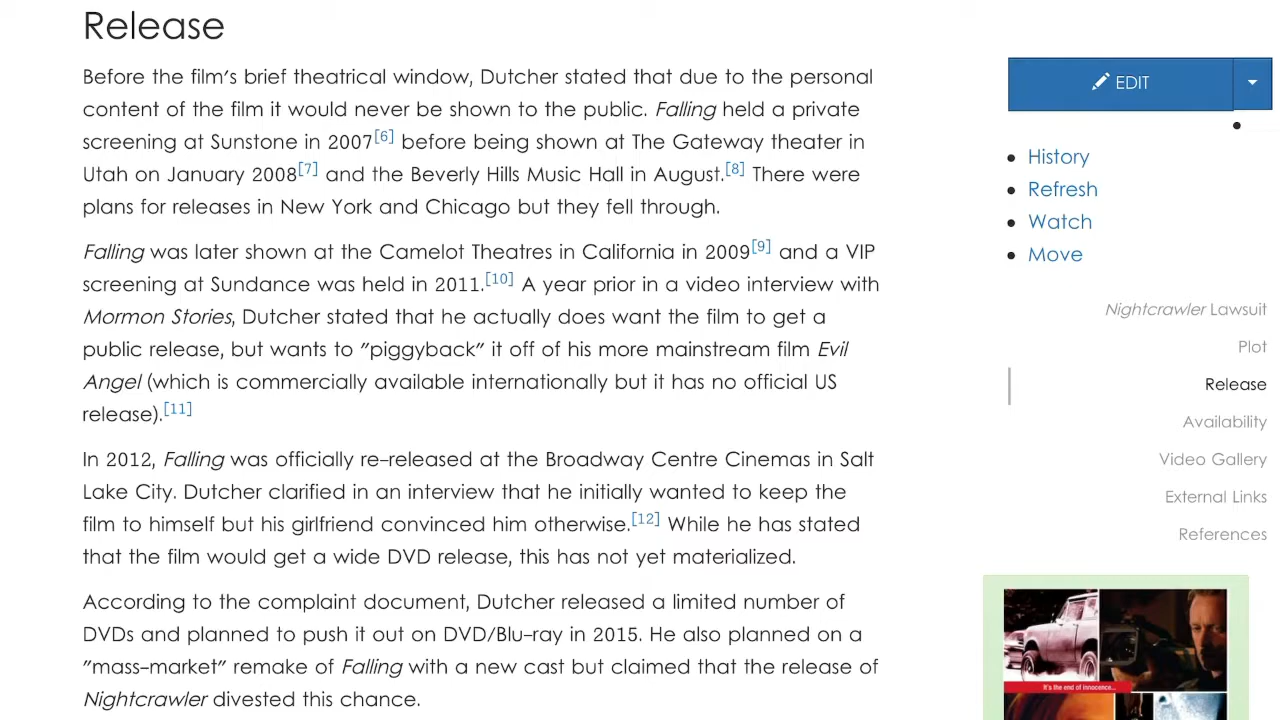 Release
Before the film's brief theatrical window, Dutcher stated that due to the personal
content of the film it would never be shown to the public. Falling held a private
screening at Sunstone in 2007[6] before being shown at The Gateway theater in
Utah on January 2008[7] and the Beverly Hills Music Hall in August.[8] There were
plans for releases in New York and Chicago but they fell through.
Falling was later shown at the Camelot Theatres in California in 2009[9] and a VIP
screening at Sundance was held in 2011.[10] A year prior in a video interview with
Mormon Stories, Dutcher stated that he actually does want the film to get a
public release, but wants to "piggyback" it off of his more mainstream film Evil
Angel (which is commercially available internationally but it has no official US
release).[11]
In 2012, Falling was officially re-released at the Broadway Centre Cinemas in Salt
Lake City. Dutcher clarified in an interview that he initially wanted to keep the
film to himself but his girlfriend convinced him otherwise.[12] While he has stated
that the film would get a wide DVD release, this has not yet materialized.
According to the complaint document, Dutcher released a limited number of
DVDs and planned to push it out on DVD/Blu-ray in 2015. He also planned on a
"mass-market" remake of Falling with a new cast but claimed that the release of
Nightcrawler divested this chance.
EDIT
History
Refresh
Watch
Move
Nightcrawler Lawsuit
Plot
Release
Availability
Video Gallery
External Links
References
It's the end of innocence...